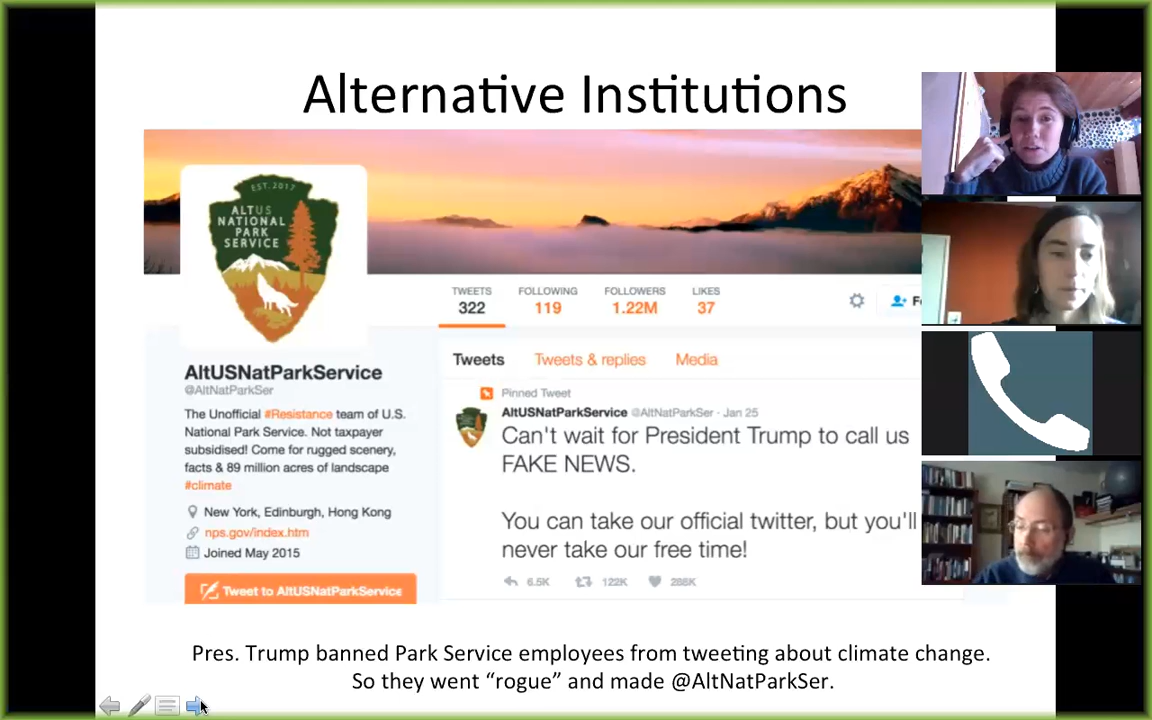 Alternative Institutions
EST. 2017
ALTUS
NATIONAL
PARK
SERVICE
TWEETS
322
FOLLOWING
119
FOLLOWERS
1.22M
LIKES
37
AltUSNatParkService
@AltNatParkSer
The Unofficial #Resistance team of U.S.
National Park Service. Not taxpayer
subsidised! Come for rugged scenery,
facts & 89 million acres of landscape
#climate
New York, Edinburgh, Hong Kong
nps.gov/index.htm
Joined May 2015
Tweet to AltUSNatParkService
Tweets Tweets & replies Media
Pinned Tweet
AltUSNatParkService @AltNatParkSer · Jan 25
Can't wait for President Trump to call us
FAKE NEWS.
You can take our official twitter, but you'll
never take our free time!
6.5K 122K 286K
Pres. Trump banned Park Service employees from tweeting about climate change.
So they went “rogue” and made @AltNatParkSer.